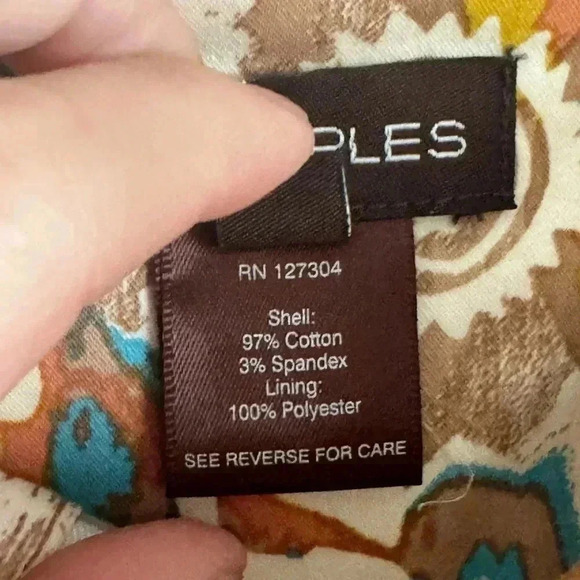 PLES
RN 127304
Shell:
97% Cotton
3% Spandex
Lining:
100% Polyester
SEE REVERSE FOR CARE